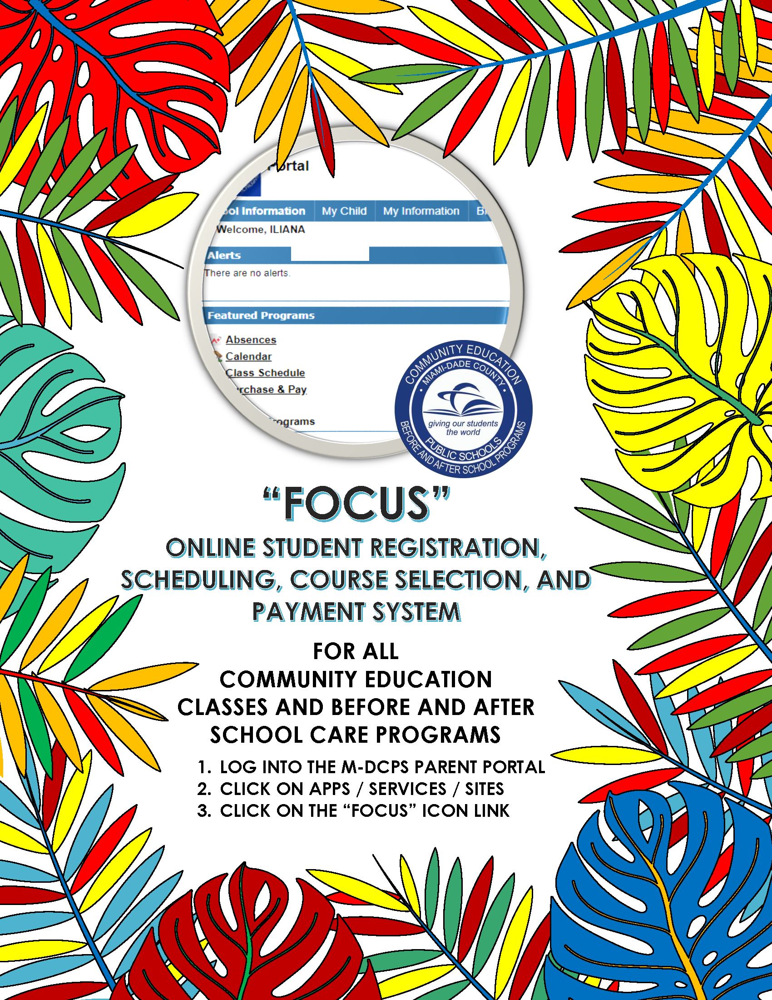 Portal
ool Information My Child My Information
Welcome, ILIANA
Alerts
There are no alerts.
Featured Programs
Absences
Calendar
Class Schedule
rchase & Pay
ograms
COMMUNITY EDUCATION
• MIAMI-DADE COUNTY •
giving our students
the world
PUBLIC SCHOOLS
BEFORE AND AFTER SCHOOL PROGRAMS
“FOCUS”
ONLINE STUDENT REGISTRATION,
SCHEDULING, COURSE SELECTION, AND
PAYMENT SYSTEM
FOR ALL
COMMUNITY EDUCATION
CLASSES AND BEFORE AND AFTER
SCHOOL CARE PROGRAMS
1. LOG INTO THE M-DCPS PARENT PORTAL
2. CLICK ON APPS / SERVICES / SITES
3. CLICK ON THE “FOCUS” ICON LINK